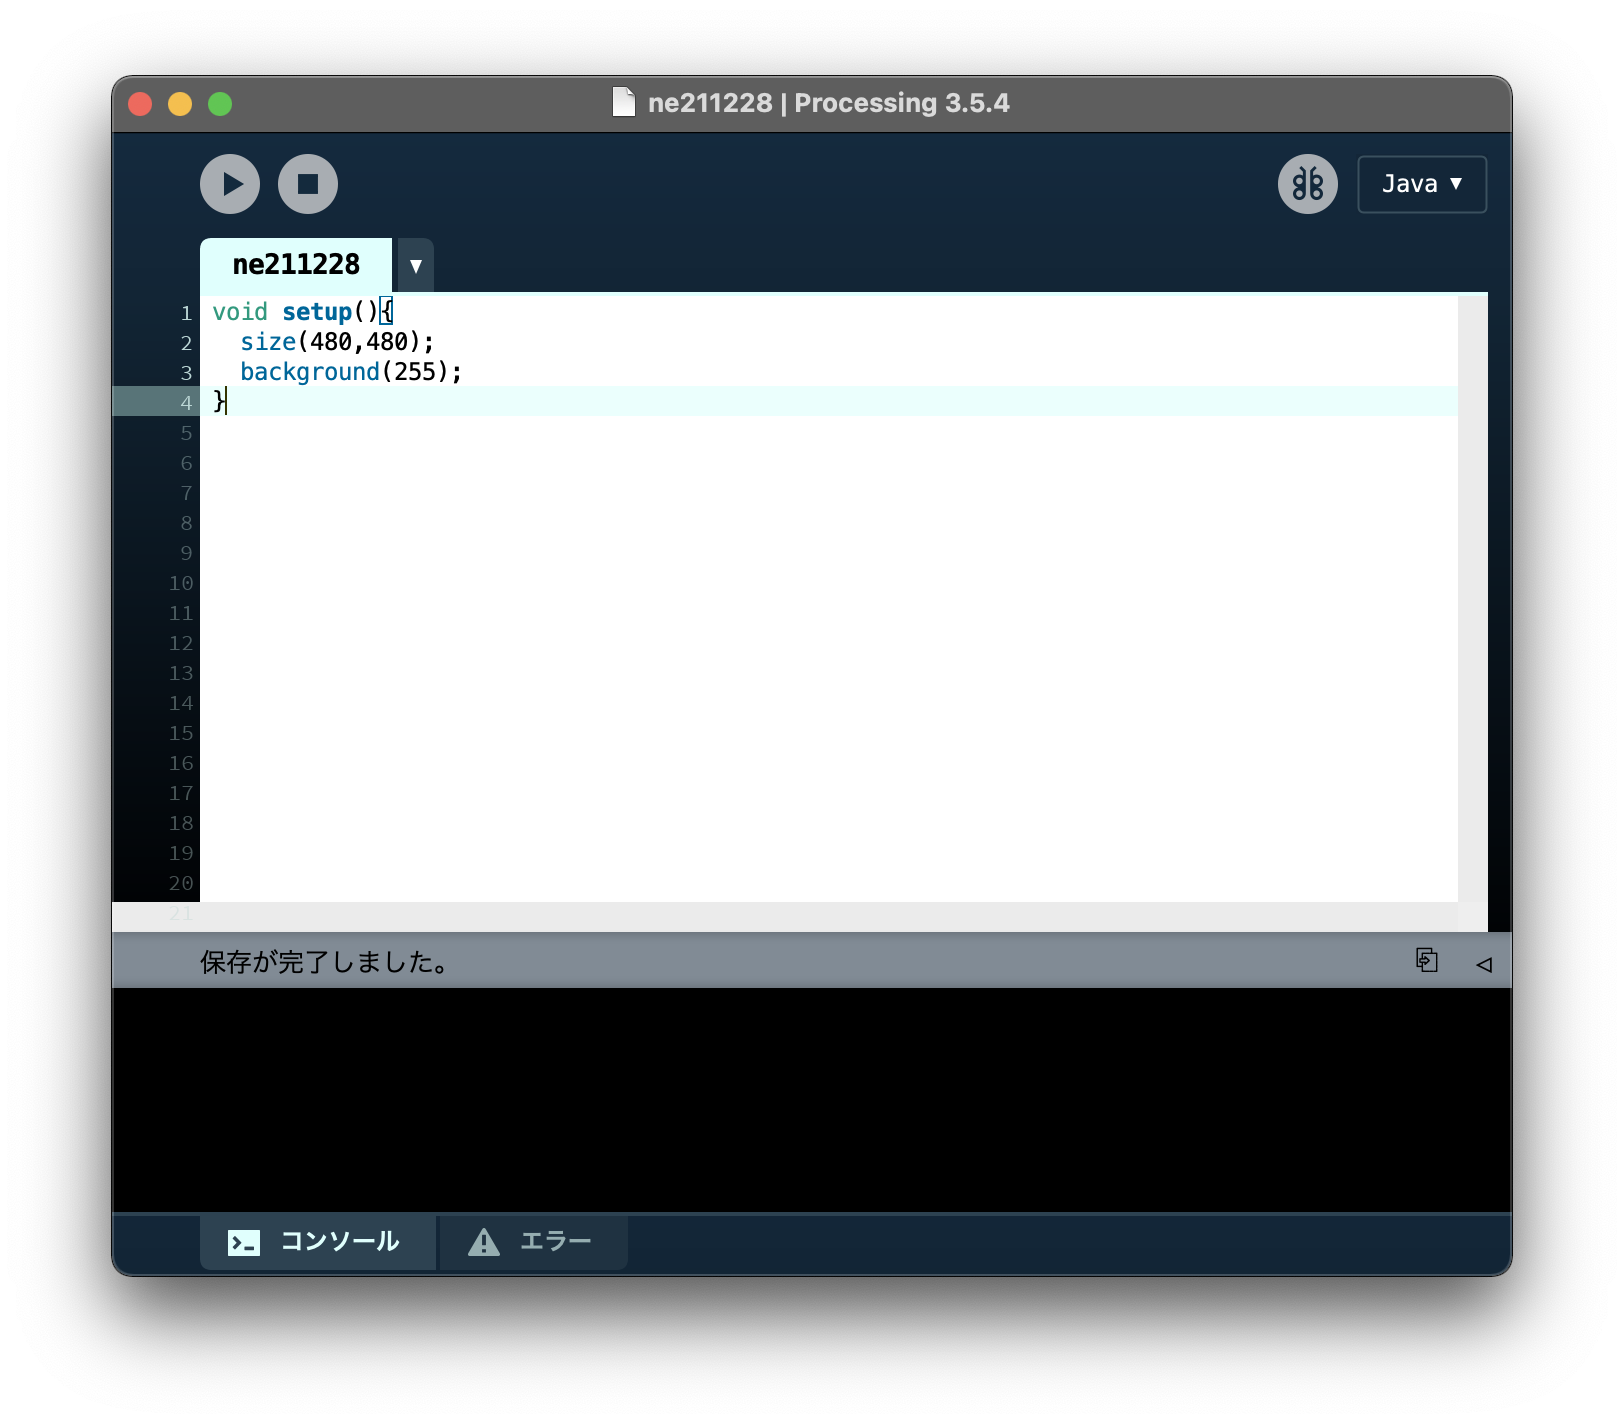 ne211228 | Processing 3.5.4
Java ▼
ne211228 ▼
1 void setup(){
2   size(480,480);
3   background(255);
4 }
5
6
7
8
9
10
11
12
13
14
15
16
17
18
19
20
21
保存が完了しました。
コンソール エラー